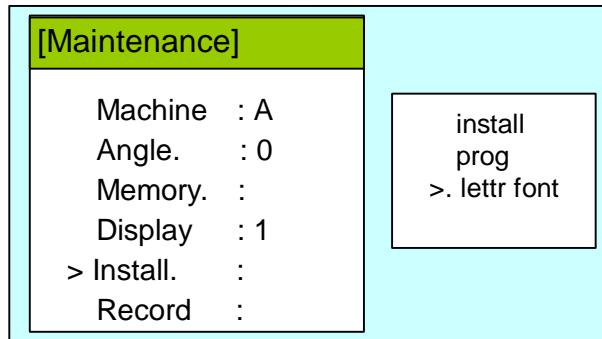 [Maintenance]
Machine : A
Angle. : 0
Memory. :
Display : 1
> Install. :
Record :
install
prog
>. lettr font